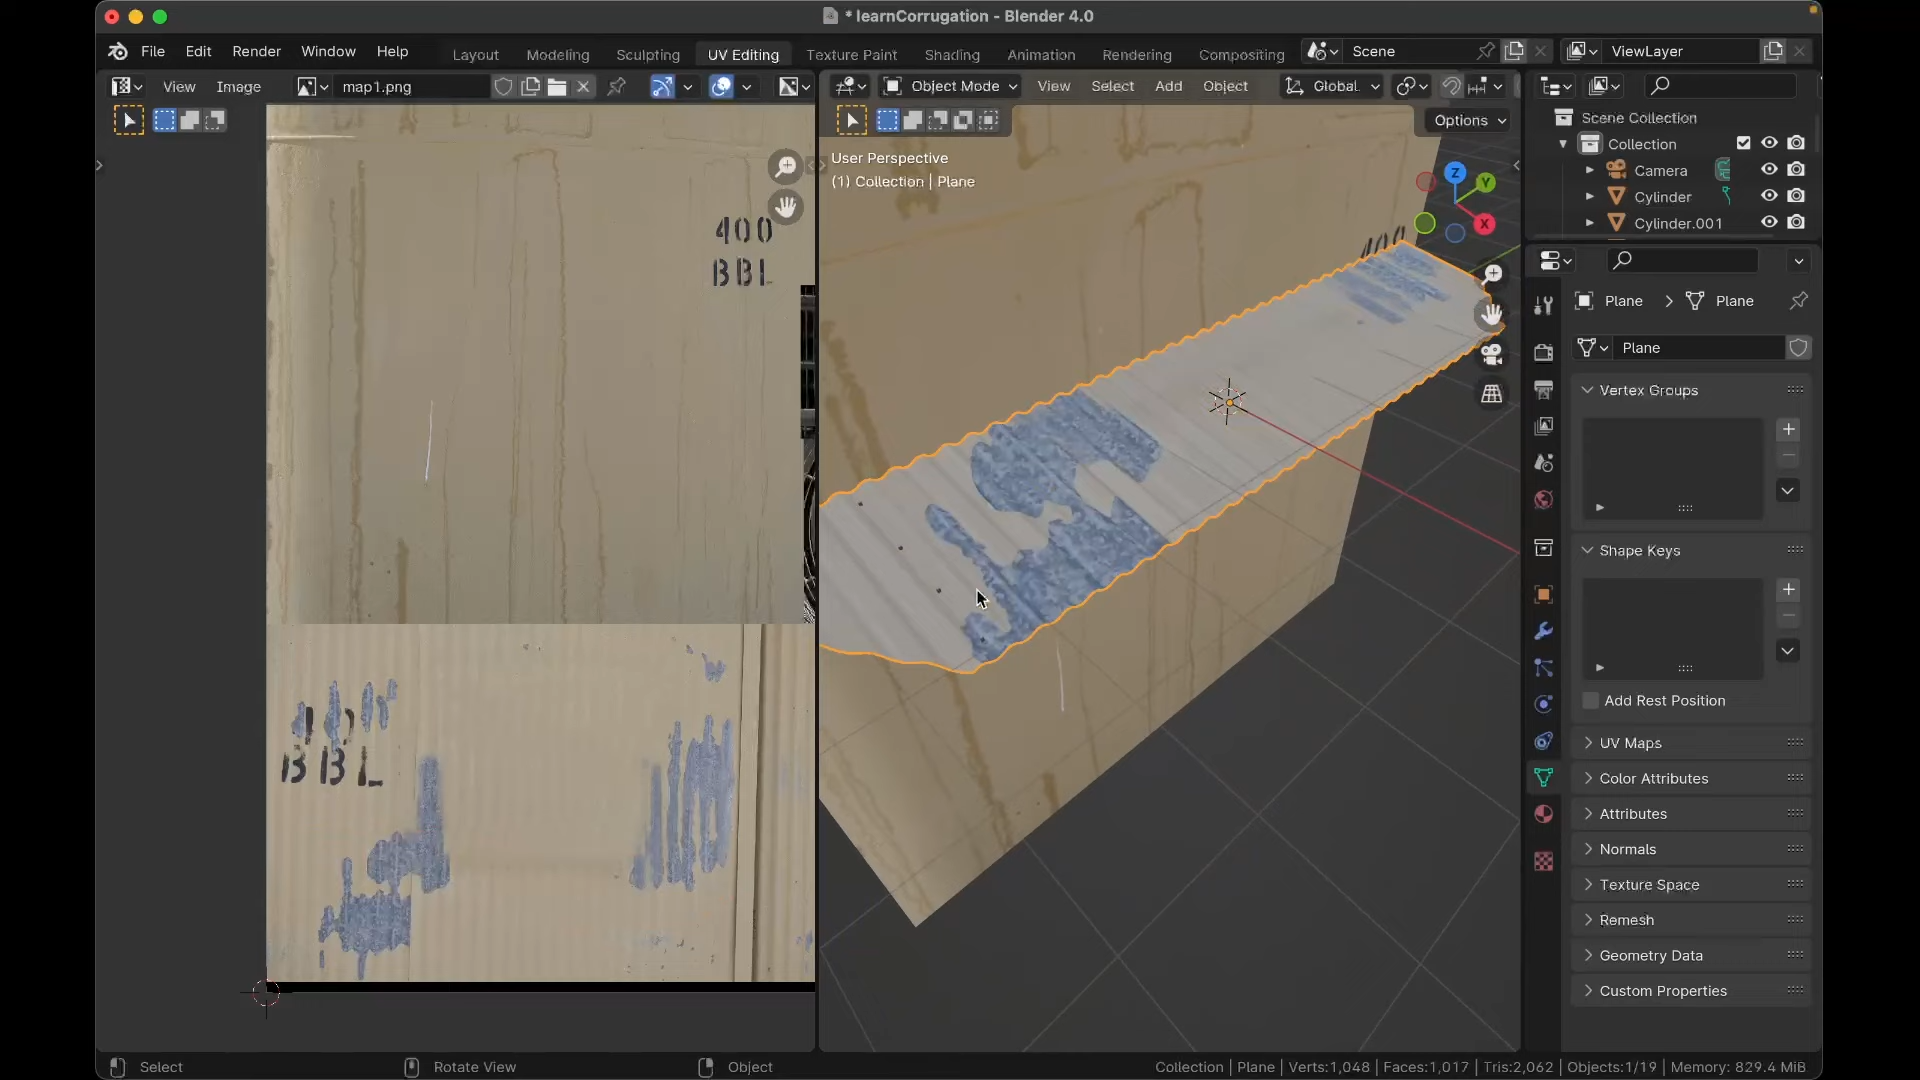 * learnCorrugation - Blender 4.0
File Edit Render Window Help Layout Modeling Sculpting UV Editing Texture Paint Shading Animation Rendering Compositing Scene ViewLayer
View Image map1.png
Object Mode View Select Add Object Global
Options
User Perspective
(1) Collection | Plane
Z
Y
X
400
BBL
400
BBL
400
Scene Collection
Collection
Camera
Cylinder
Cylinder.001
Plane > Plane
Plane
Vertex Groups
Shape Keys
Add Rest Position
UV Maps
Color Attributes
Attributes
Normals
Texture Space
Remesh
Geometry Data
Custom Properties
Select Rotate View Object
Collection | Plane | Verts:1,048 | Faces:1,017 | Tris:2,062 | Objects:1/19 | Memory: 829.4 MiB